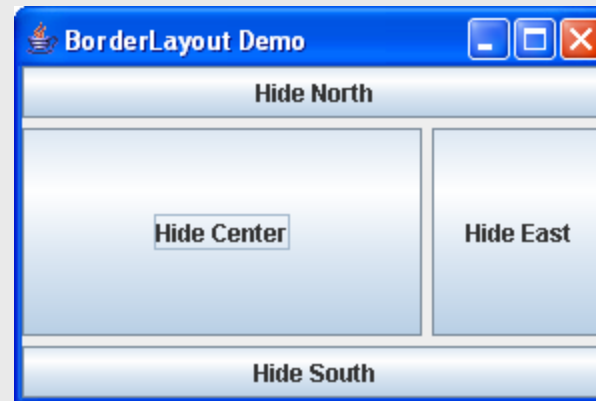 BorderLayout Demo
Hide North
Hide Center
Hide East
Hide South